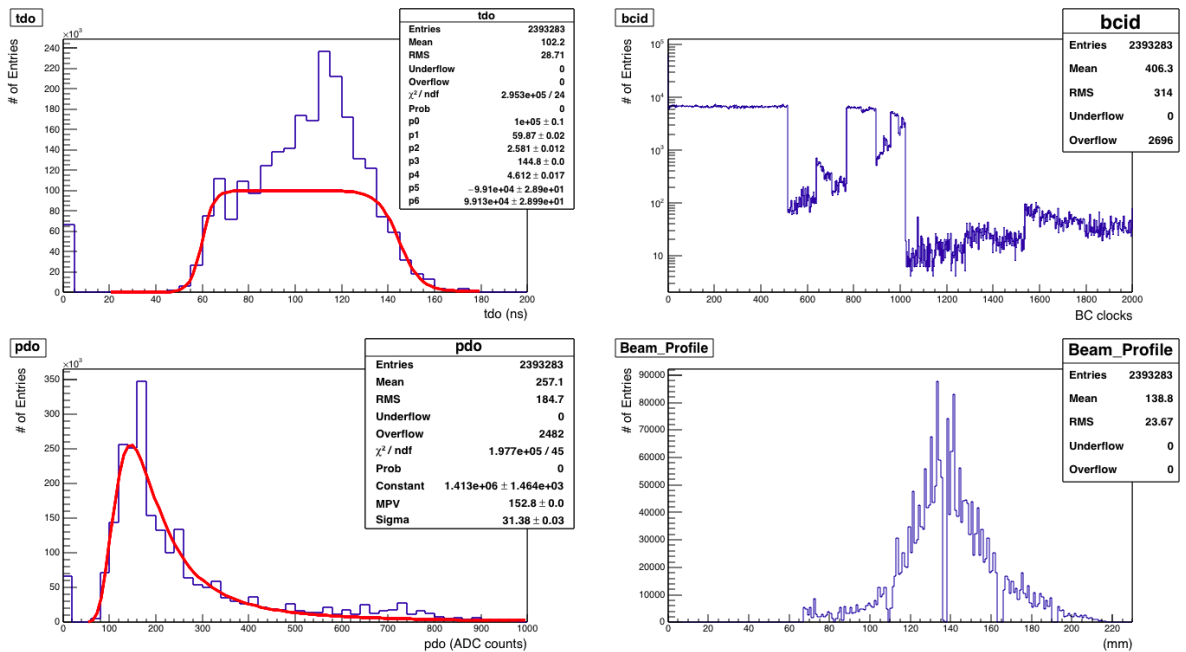 tdo
×10³
# of Entries
240
220
200
180
160
140
120
100
80
60
40
20
0
0 20 40 60 80 100 120 140 160 180 200
tdo (ns)
tdo
Entries 2393283
Mean 102.2
RMS 28.71
Underflow 0
Overflow 0
χ² / ndf 2.953e+05 / 24
Prob 0
p0 1e+05 ± 0.1
p1 59.87 ± 0.02
p2 2.581 ± 0.012
p3 144.8 ± 0.0
p4 4.612 ± 0.017
p5 −9.91e+04 ± 2.89e+01
p6 9.913e+04 ± 2.899e+01
bcid
# of Entries
10⁵
10⁴
10³
10²
10
0 200 400 600 800 1000 1200 1400 1600 1800 2000
BC clocks
bcid
Entries 2393283
Mean 406.3
RMS 314
Underflow 0
Overflow 2696
pdo
×10³
# of Entries
350
300
250
200
150
100
50
0
0 100 200 300 400 500 600 700 800 900 1000
pdo (ADC counts)
pdo
Entries 2393283
Mean 257.1
RMS 184.7
Underflow 0
Overflow 2482
χ² / ndf 1.977e+05 / 45
Prob 0
Constant 1.413e+06 ± 1.464e+03
MPV 152.8 ± 0.0
Sigma 31.38 ± 0.03
Beam_Profile
# of Entries
90000
80000
70000
60000
50000
40000
30000
20000
10000
0
0 20 40 60 80 100 120 140 160 180 200 220
(mm)
Beam_Profile
Entries 2393283
Mean 138.8
RMS 23.67
Underflow 0
Overflow 0